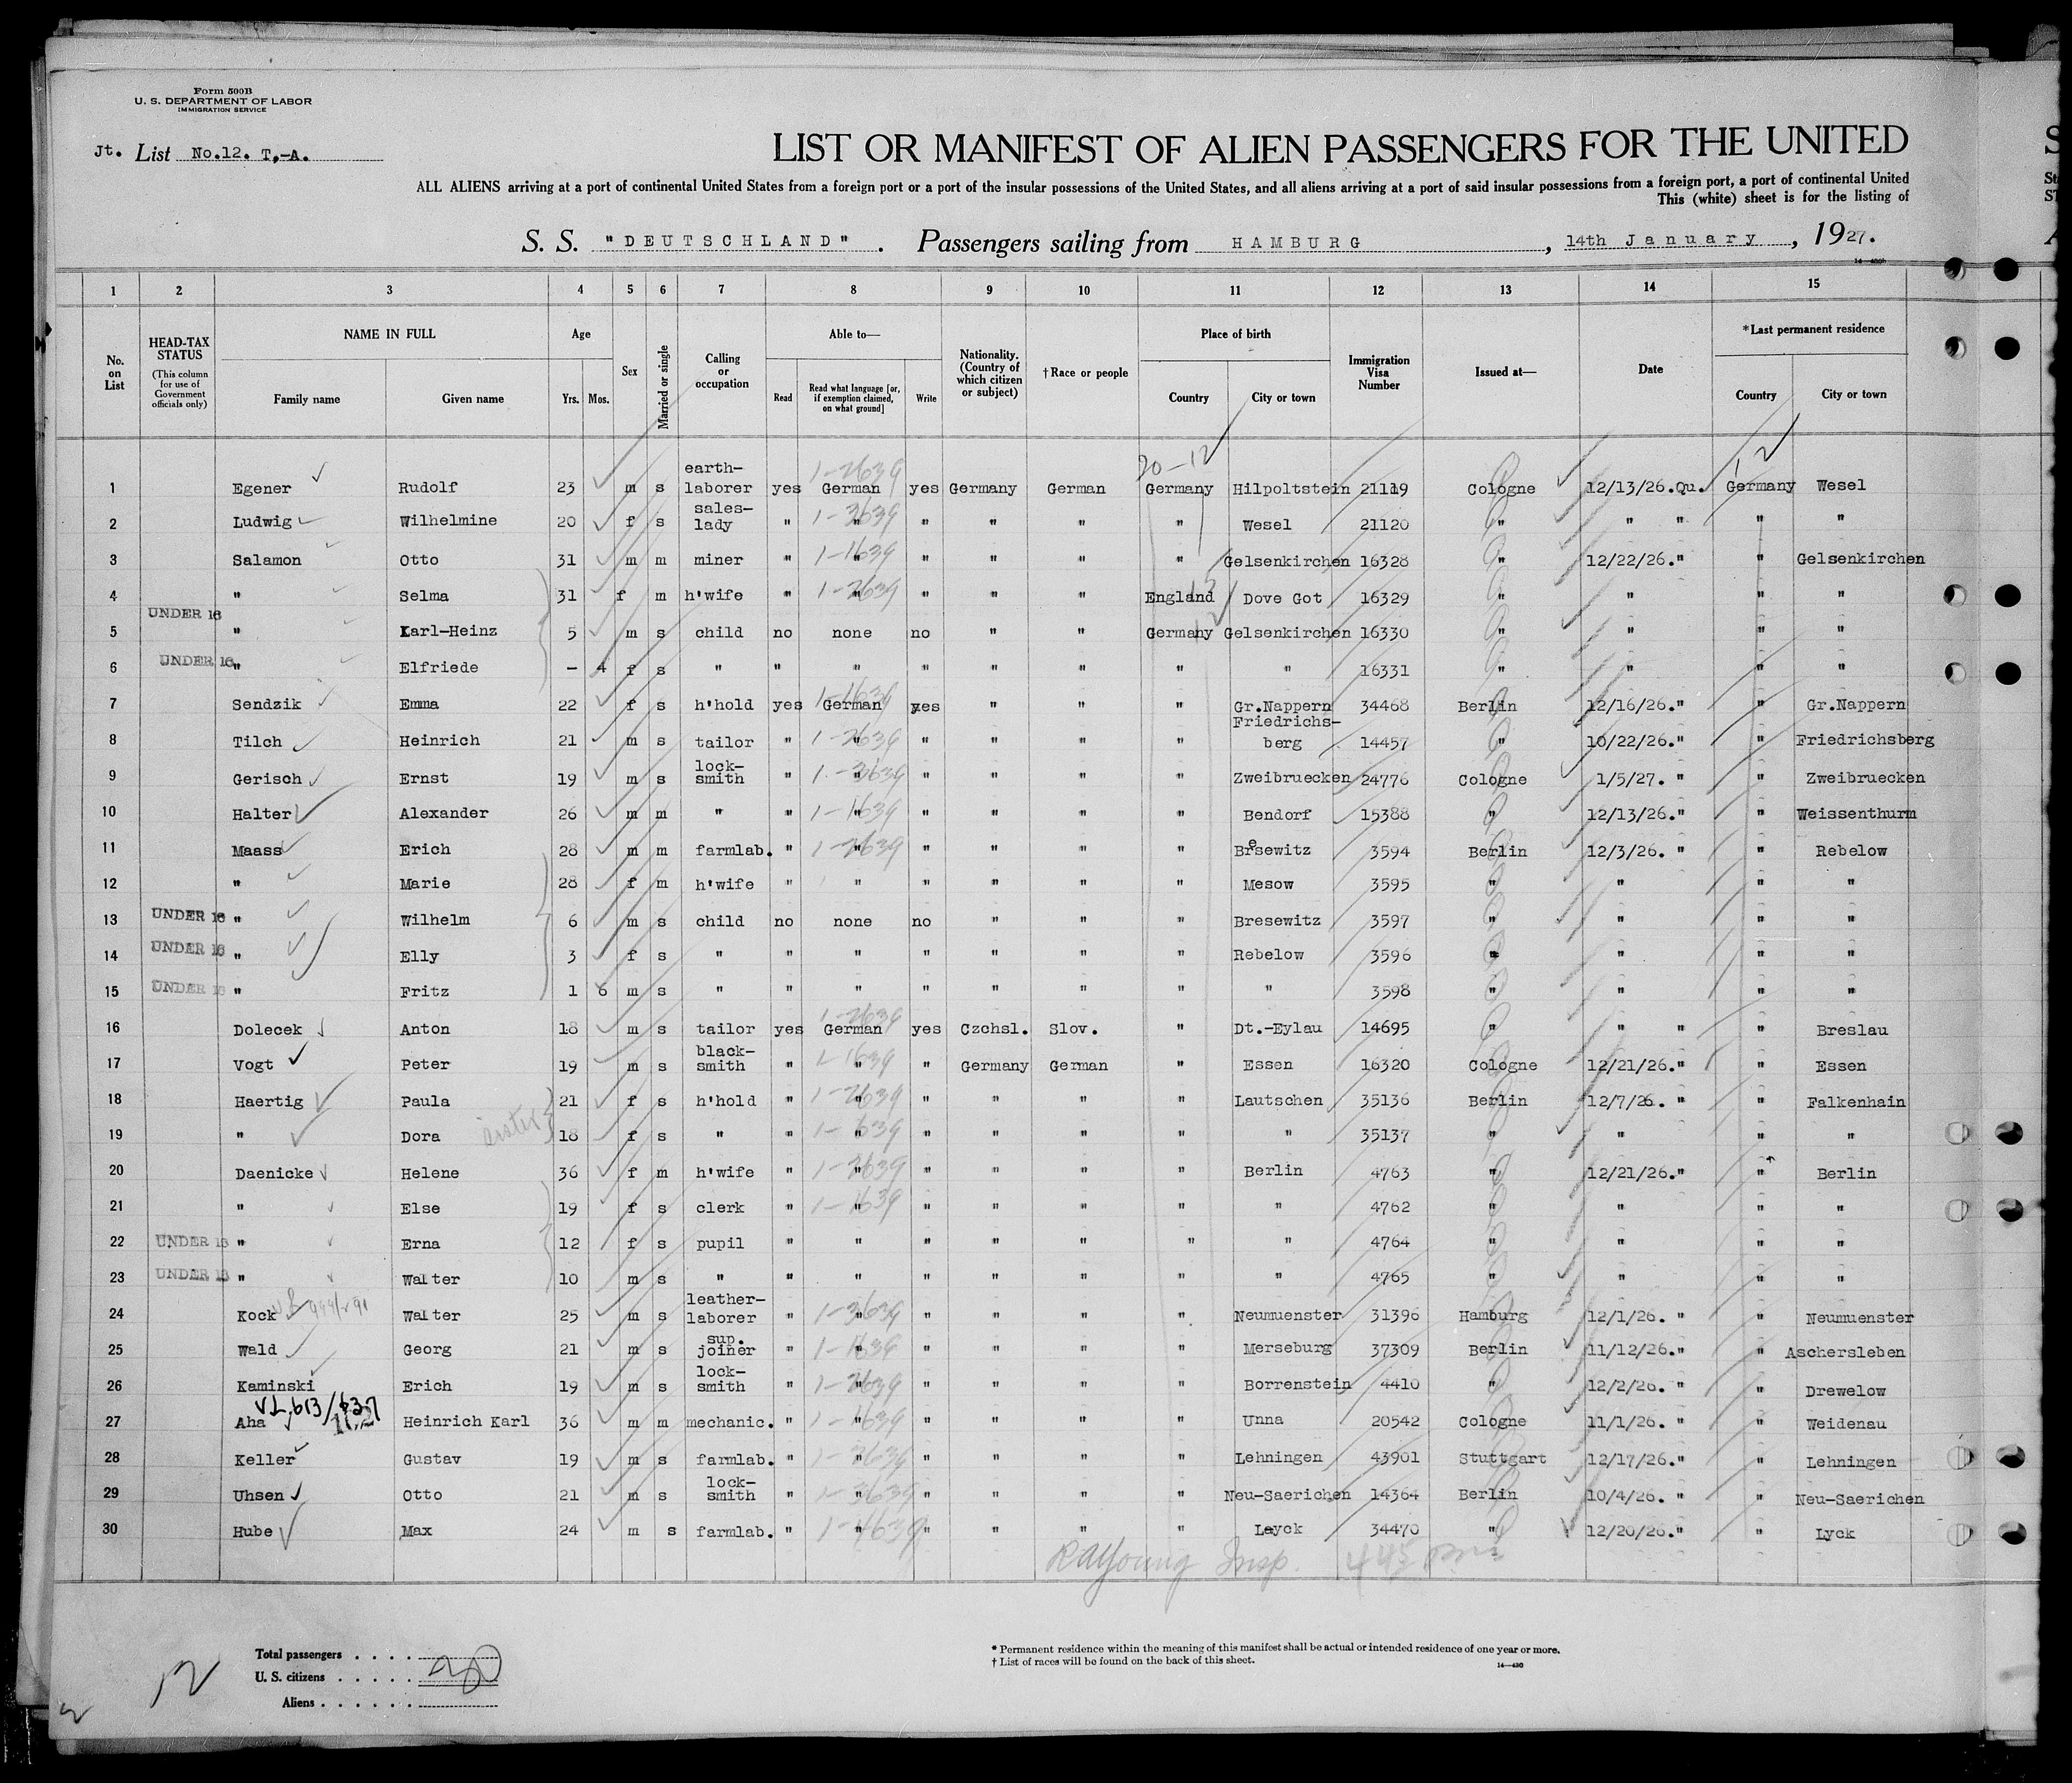 Form 500B
U. S. DEPARTMENT OF LABOR
IMMIGRATION SERVICE
Jt. List No.12. T,-A.
LIST OR MANIFEST OF ALIEN PASSENGERS FOR THE UNITED
ALL ALIENS arriving at a port of continental United States from a foreign port or a port of the insular possessions of the United States, and all aliens arriving at a port of said insular possessions from a foreign port, a port of continental United
This (white) sheet is for the listing of
S. S. "DEUTSCHLAND" . Passengers sailing from HAMBURG , 14th January , 1927.
1 2 3 4 5 6 7 8 9 10 11 12 13 14 15
No. on List
HEAD-TAX STATUS (This column for use of Government officials only)
NAME IN FULL Family name Given name
Age Yrs. Mos.
Sex
Married or single
Calling or occupation
Able to— Read Read what language [or, if exemption claimed, on what ground] Write
Nationality. (Country of which citizen or subject)
† Race or people
Place of birth Country City or town
Immigration Visa Number
Issued at—
Date
*Last permanent residence Country City or town
20-12 12
1 Egener Rudolf 23 m s earth-laborer yes German yes Germany German Germany Hilpoltstein 21119 Cologne 12/13/26.Qu. Germany Wesel
2 Ludwig Wilhelmine 20 f s sales-lady " " " " " " Wesel 21120 " " " " "
3 Salamon Otto 31 m m miner " " " " " " Gelsenkirchen 16328 " 12/22/26." " Gelsenkirchen
4 " Selma 31 f m h'wife " " " " " England Dove Got 16329 " " " "
5 UNDER 16 " Karl-Heinz 5 m s child no none no " " Germany Gelsenkirchen 16330 " " " "
6 UNDER 16 " Elfriede - 4 f s " " " " " " " " 16331 " " " "
7 Sendzik Emma 22 f s h'hold yes German yes " " " Gr.Nappern 34468 Berlin 12/16/26." " Gr.Nappern
8 Tilch Heinrich 21 m s tailor " " " " " " Friedrichs-berg 14457 " 10/22/26." " Friedrichsberg
9 Gerisch Ernst 19 m s lock-smith " " " " " " Zweibruecken 24776 Cologne 1/5/27. " " Zweibruecken
10 Halter Alexander 26 m m " " " " " " " Bendorf 15388 " 12/13/26." " Weissenthurm
11 Maass Erich 28 m m farmlab. " " " " " " Bresewitz 3594 Berlin 12/3/26. " " Rebelow
12 " Marie 28 f m h'wife " " " " " " Mesow 3595 " " " "
13 UNDER 16 " Wilhelm 6 m s child no none no " " " Bresewitz 3597 " " " "
14 UNDER 16 " Elly 3 f s " " " " " " " Rebelow 3596 " " " "
15 UNDER 16 " Fritz 1 6 m s " " " " " " " " 3598 " " " "
16 Dolecek Anton 18 m s tailor yes German yes Czchsl. Slov. " Dt.-Eylau 14695 " " " " Breslau
17 Vogt Peter 19 m s black-smith " " " Germany German " Essen 16320 Cologne 12/21/26." " Essen
18 Haertig Paula 21 f s h'hold " " " " " " Lautschen 35136 Berlin 12/7/26. " " Falkenhain
19 " Dora sister 18 f s " " " " " " " " 35137 " " " "
20 Daenicke Helene 36 f m h'wife " " " " " " Berlin 4763 " 12/21/26." " Berlin
21 " Else 19 f s clerk " " " " " " " 4762 " " " "
22 UNDER 16 " Erna 12 f s pupil " " " " " " " 4764 " " " "
23 UNDER 16 " Walter 10 m s " " " " " " " " 4765 " " " "
24 Kock Walter 25 m s leather-laborer " " " " " " Neumuenster 31396 Hamburg 12/1/26. " " Neumuenster
25 Wald Georg 21 m s sup. joiner " " " " " " Merseburg 37309 Berlin 11/12/26." " Aschersleben
26 Kaminski Erich 19 m s lock-smith " " " " " " Borrenstein 4410 " 12/2/26. " " Drewelow
27 Aha Heinrich Karl 36 m m mechanic. " " " " " " Unna 20542 Cologne 11/1/26. " " Weidenau
28 Keller Gustav 19 m s farmlab. " " " " " " Lehningen 43901 Stuttgart 12/17/26." " Lehningen
29 Uhsen Otto 21 m s lock-smith " " " " " " Neu-Saerichen 14364 Berlin 10/4/26. " " Neu-Saerichen
30 Hube Max 24 m s farmlab. " " " " " " Leyck 34470 " 12/20/26." " Lyck
RAYoung Insp.
Total passengers . . . .
U. S. citizens . . . . . 30
Aliens . . . . . .
12
* Permanent residence within the meaning of this manifest shall be actual or intended residence of one year or more.
† List of races will be found on the back of this sheet.